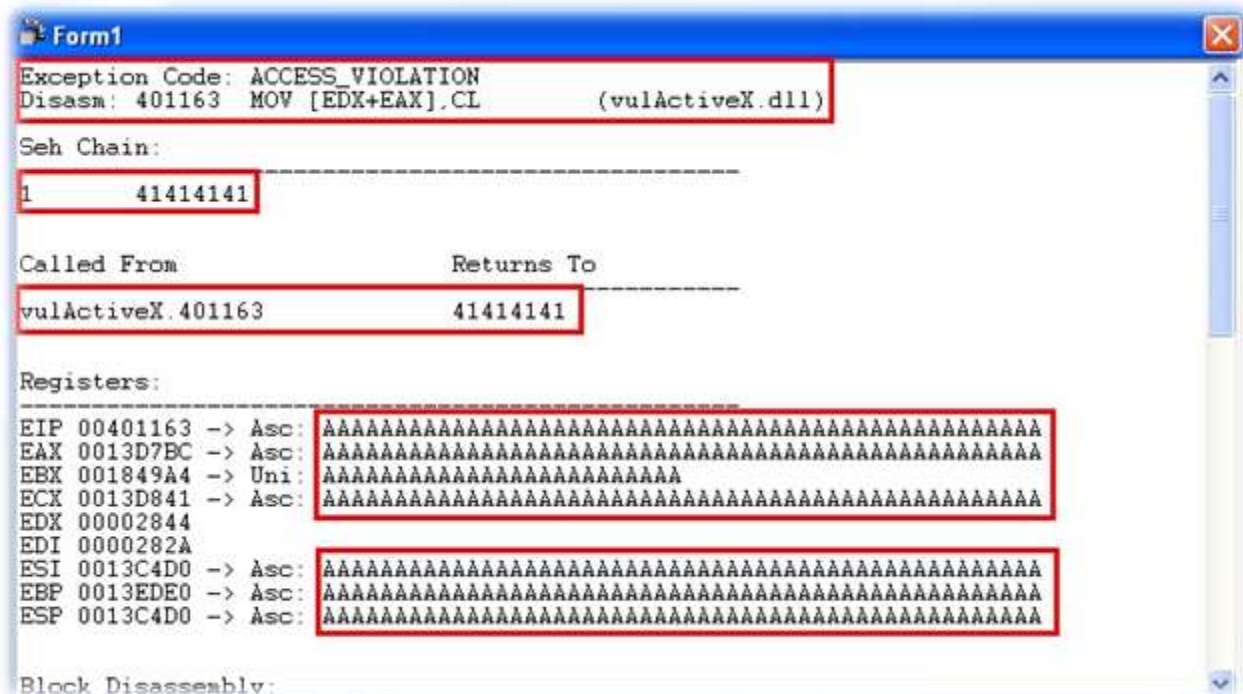 Form1
Exception Code: ACCESS_VIOLATION
Disasm: 401163 MOV [EDX+EAX],CL (vulActiveX.dll)
Seh Chain:
--------------------------------------------------
1 41414141
Called From Returns To
--------------------------------------------------
vulActiveX.401163 41414141
Registers:
--------------------------------------------------
EIP 00401163 -> Asc: AAAAAAAAAAAAAAAAAAAAAAAAAAAAAAAAAAAAAAAAAAAAAAAAAA
EAX 0013D7BC -> Asc: AAAAAAAAAAAAAAAAAAAAAAAAAAAAAAAAAAAAAAAAAAAAAAAAAA
EBX 001849A4 -> Uni: AAAAAAAAAAAAAAAAAAAAAAAAA
ECX 0013D841 -> Asc: AAAAAAAAAAAAAAAAAAAAAAAAAAAAAAAAAAAAAAAAAAAAAAAAAA
EDX 00002844
EDI 0000282A
ESI 0013C4D0 -> Asc: AAAAAAAAAAAAAAAAAAAAAAAAAAAAAAAAAAAAAAAAAAAAAAAAAA
EBP 0013EDE0 -> Asc: AAAAAAAAAAAAAAAAAAAAAAAAAAAAAAAAAAAAAAAAAAAAAAAAAA
ESP 0013C4D0 -> Asc: AAAAAAAAAAAAAAAAAAAAAAAAAAAAAAAAAAAAAAAAAAAAAAAAAA
Block Disassembly: